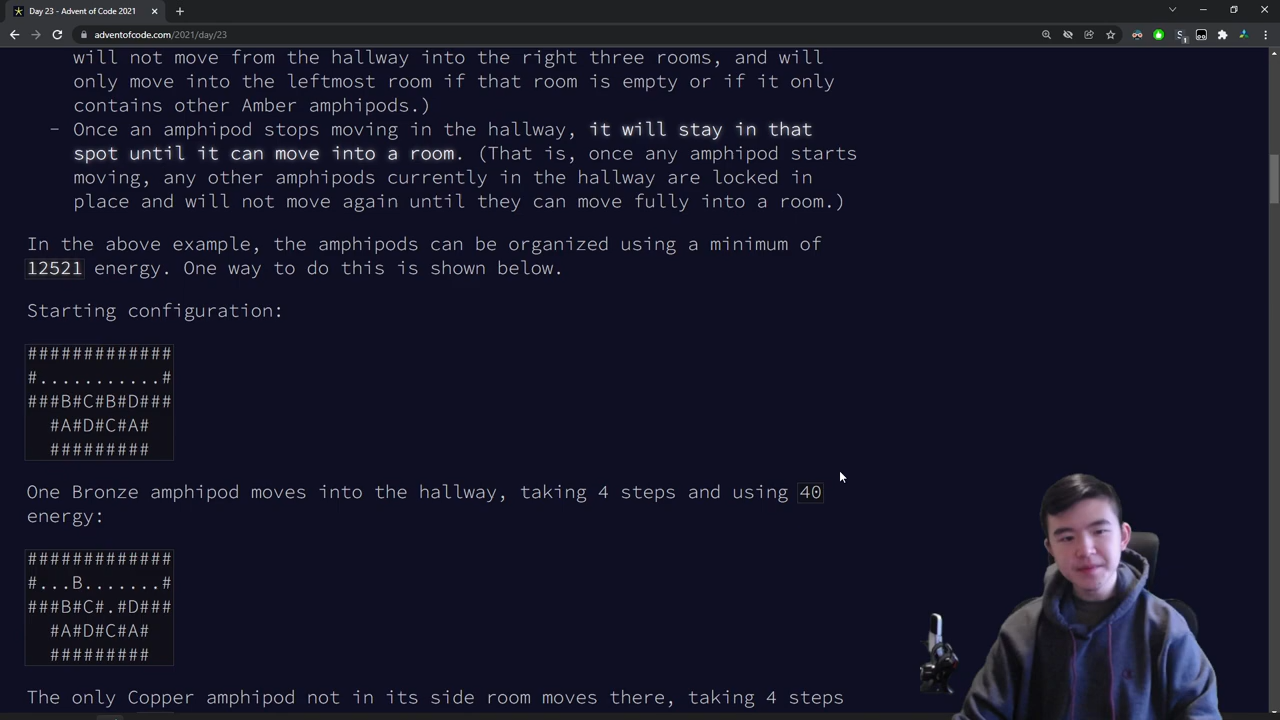 Day 23 - Advent of Code 2021
adventofcode.com/2021/day/23
will not move from the hallway into the right three rooms, and will
only move into the leftmost room if that room is empty or if it only
contains other Amber amphipods.)
- Once an amphipod stops moving in the hallway, it will stay in that
spot until it can move into a room. (That is, once any amphipod starts
moving, any other amphipods currently in the hallway are locked in
place and will not move again until they can move fully into a room.)
In the above example, the amphipods can be organized using a minimum of
12521 energy. One way to do this is shown below.
Starting configuration:
#############
#...........#
###B#C#B#D###
#A#D#C#A#
#########
One Bronze amphipod moves into the hallway, taking 4 steps and using 40
energy:
#############
#...B.......#
###B#C#.#D###
#A#D#C#A#
#########
The only Copper amphipod not in its side room moves there, taking 4 steps